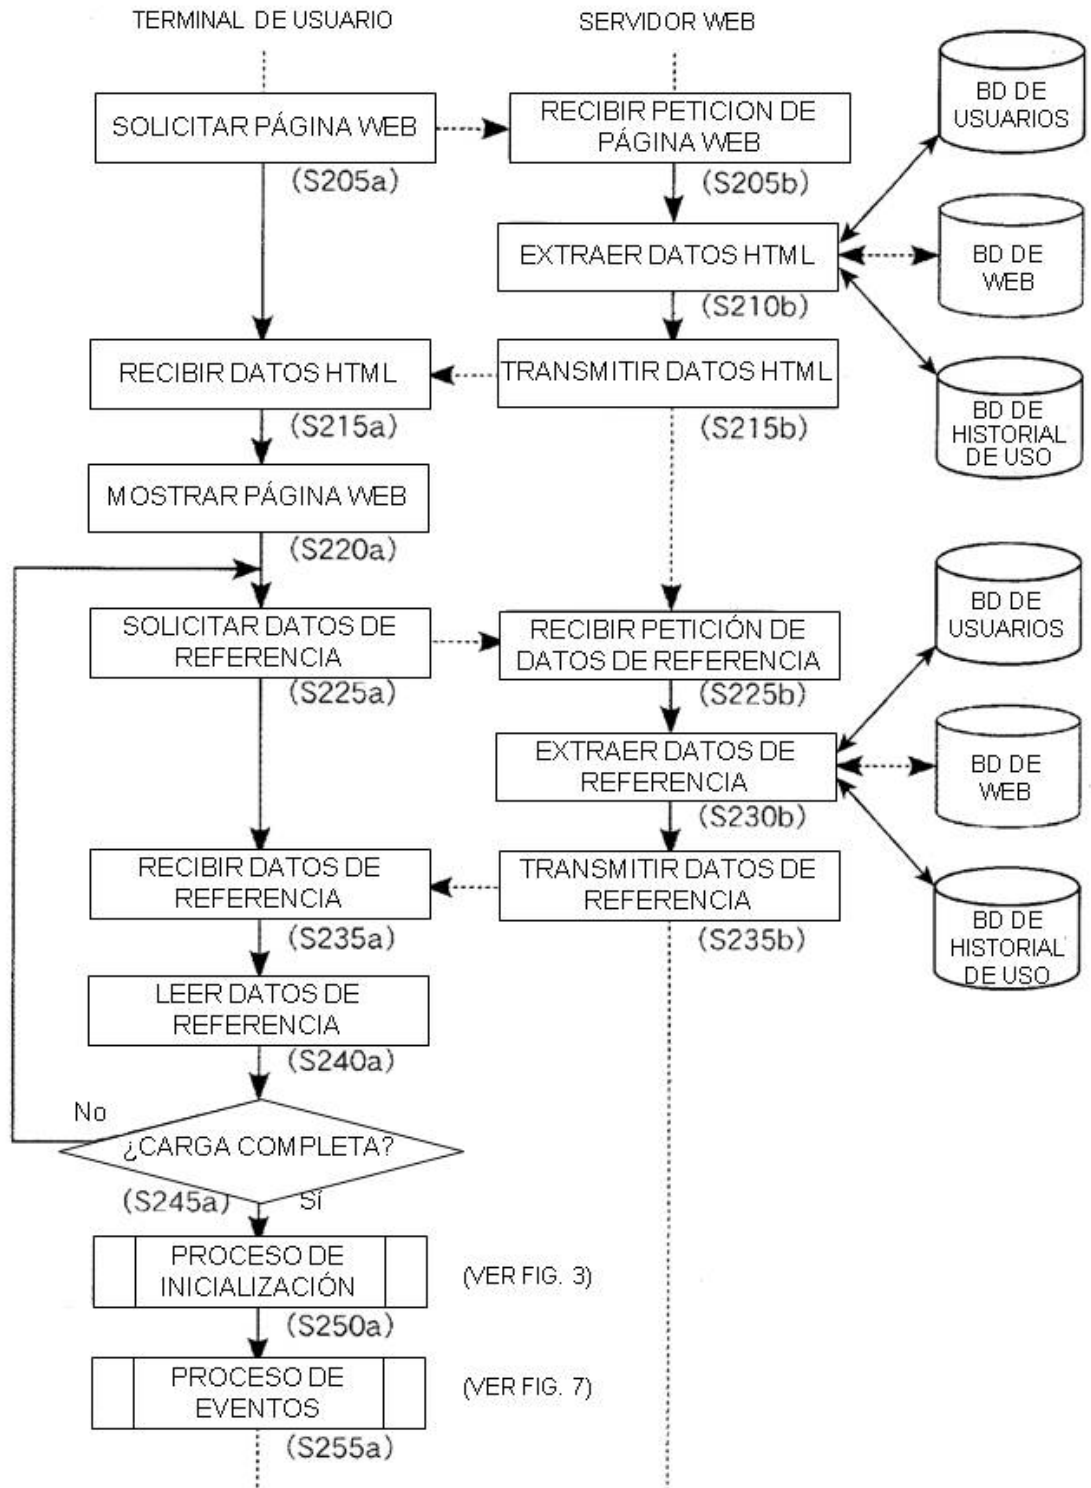 TERMINAL DE USUARIO
SERVIDOR WEB
SOLICITAR PÁGINA WEB
(S205a)
RECIBIR PETICION DE
PÁGINA WEB
(S205b)
BD DE
USUARIOS
EXTRAER DATOS HTML
(S210b)
BD DE
WEB
RECIBIR DATOS HTML
(S215a)
TRANSMITIR DATOS HTML
(S215b)
BD DE
HISTORIAL
DE USO
MOSTRAR PÁGINA WEB
(S220a)
SOLICITAR DATOS DE
REFERENCIA
(S225a)
RECIBIR PETICIÓN DE
DATOS DE REFERENCIA
(S225b)
BD DE
USUARIOS
EXTRAER DATOS DE
REFERENCIA
(S230b)
BD DE
WEB
RECIBIR DATOS DE
REFERENCIA
(S235a)
TRANSMITIR DATOS DE
REFERENCIA
(S235b)
BD DE
HISTORIAL
DE USO
LEER DATOS DE
REFERENCIA
(S240a)
No
¿CARGA COMPLETA?
(S245a)
Sí
PROCESO DE
INICIALIZACIÓN
(S250a)
(VER FIG. 3)
PROCESO DE
EVENTOS
(S255a)
(VER FIG. 7)